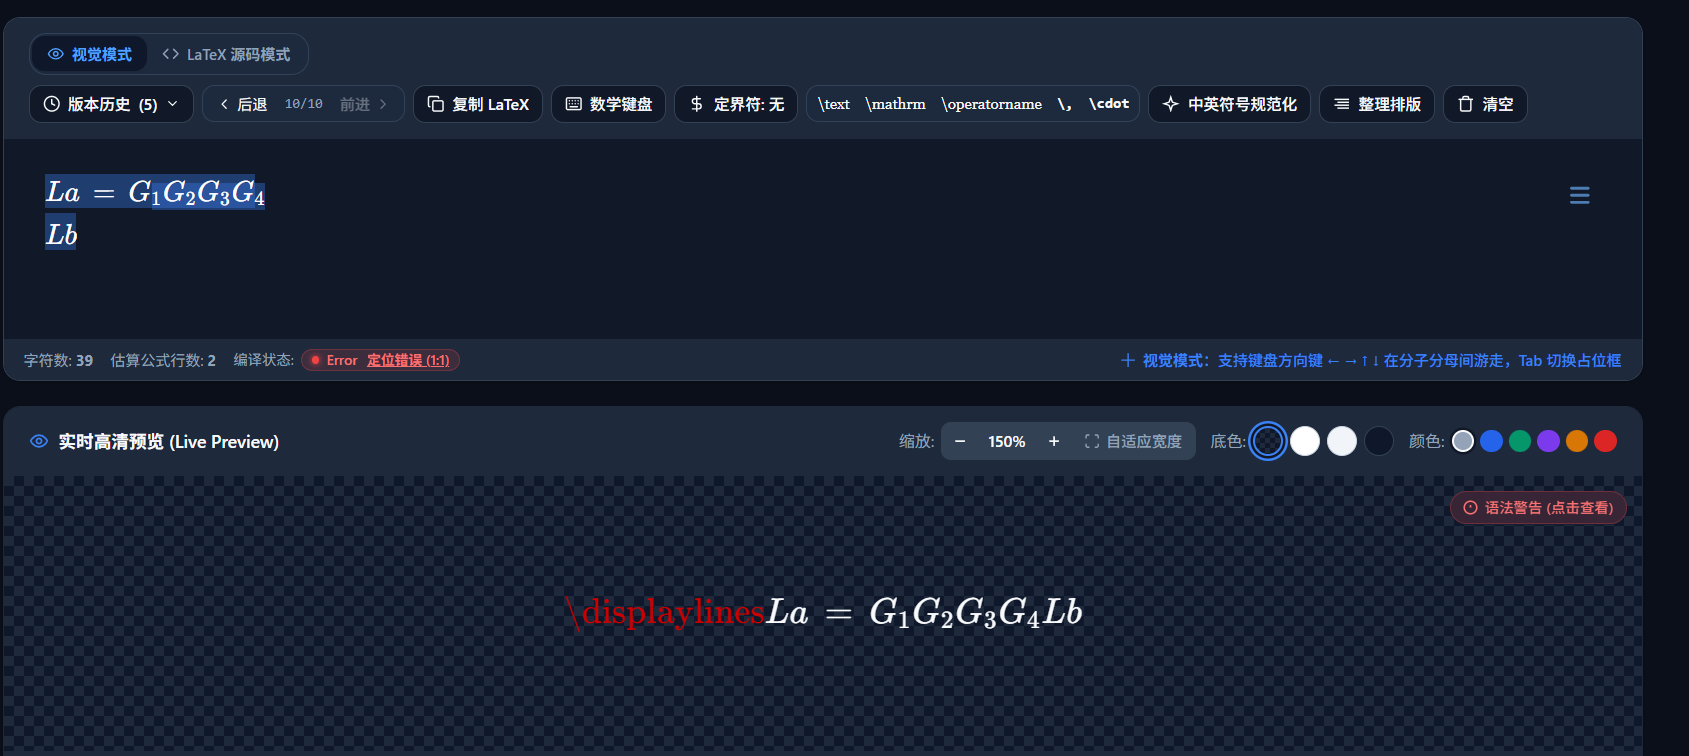 视觉模式 LaTeX 源码模式
版本历史 (5) 后退 10/10 前进 复制 LaTeX 数学键盘 定界符: 无 \text \mathrm \operatorname \, \cdot 中英符号规范化 整理排版 清空
La = G₁G₂G₃G₄
Lb
字符数: 39 估算公式行数: 2 编译状态: Error 定位错误 (1:1) 视觉模式：支持键盘方向键 ← → ↑ ↓ 在分子分母间游走，Tab 切换占位框
实时高清预览 (Live Preview) 缩放: − 150% + 自适应宽度 底色: 颜色:
语法警告 (点击查看)
\displaylinesLa = G₁G₂G₃G₄Lb